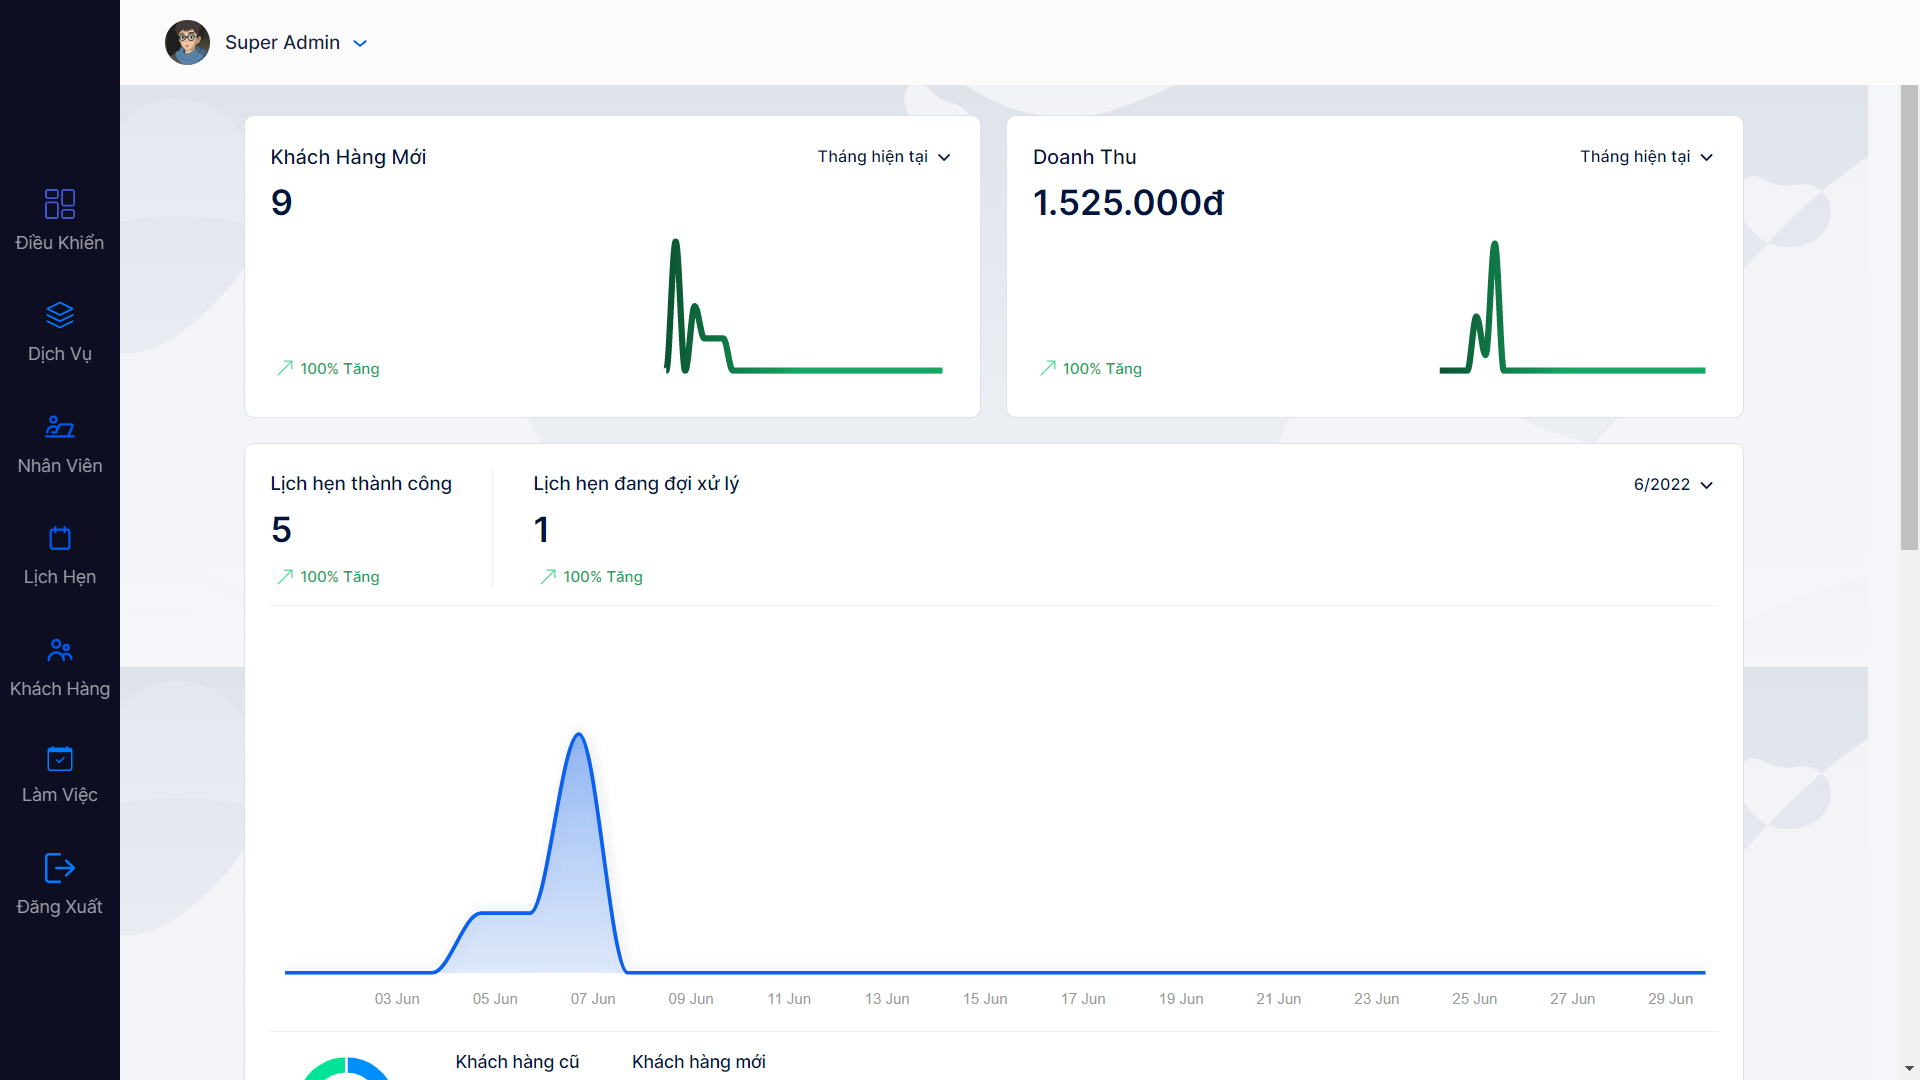 Super Admin
Điều Khiển
Dịch Vụ
Nhân Viên
Lịch Hẹn
Khách Hàng
Làm Việc
Đăng Xuất
Khách Hàng Mới
Tháng hiện tại
9
100% Tăng
Doanh Thu
Tháng hiện tại
1.525.000đ
100% Tăng
Lịch hẹn thành công
5
100% Tăng
Lịch hẹn đang đợi xử lý
1
100% Tăng
6/2022
03 Jun 05 Jun 07 Jun 09 Jun 11 Jun 13 Jun 15 Jun 17 Jun 19 Jun 21 Jun 23 Jun 25 Jun 27 Jun 29 Jun
Khách hàng cũ
Khách hàng mới